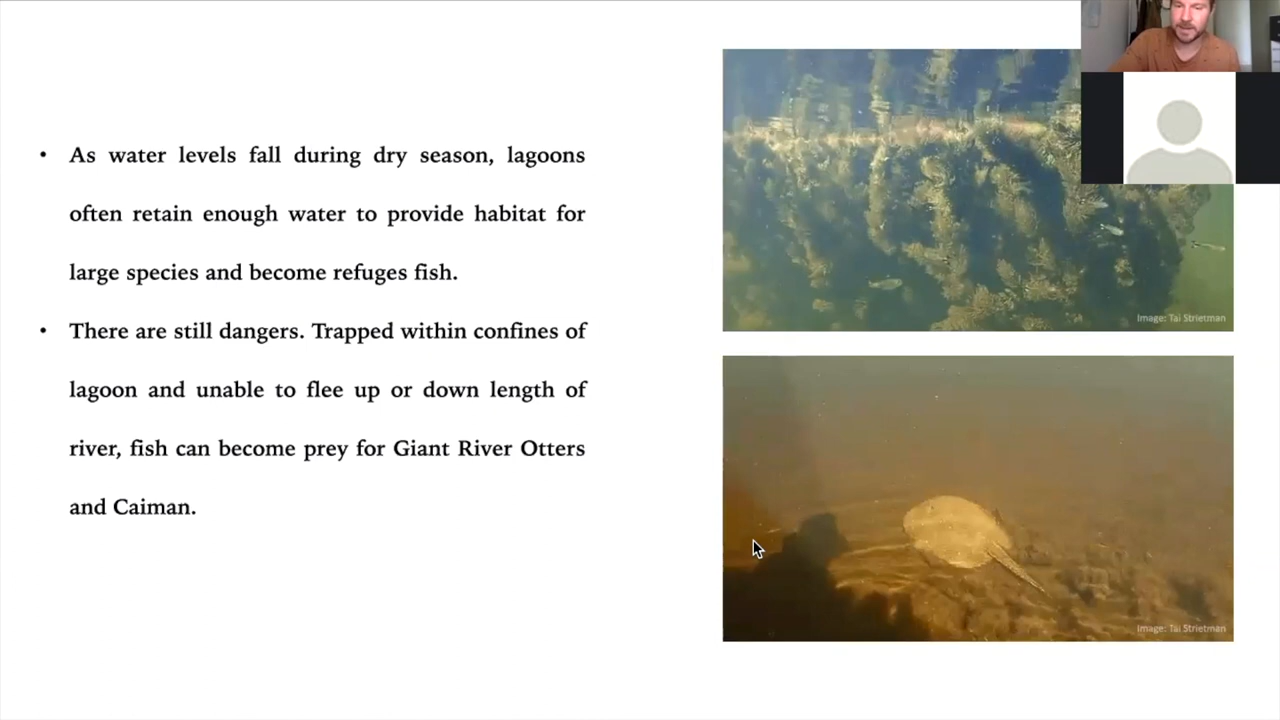 • As water levels fall during dry season, lagoons
often retain enough water to provide habitat for
large species and become refuges fish.
• There are still dangers. Trapped within confines of
lagoon and unable to flee up or down length of
river, fish can become prey for Giant River Otters
and Caiman.
Image: Tai Strietman
Image: Tai Strietman